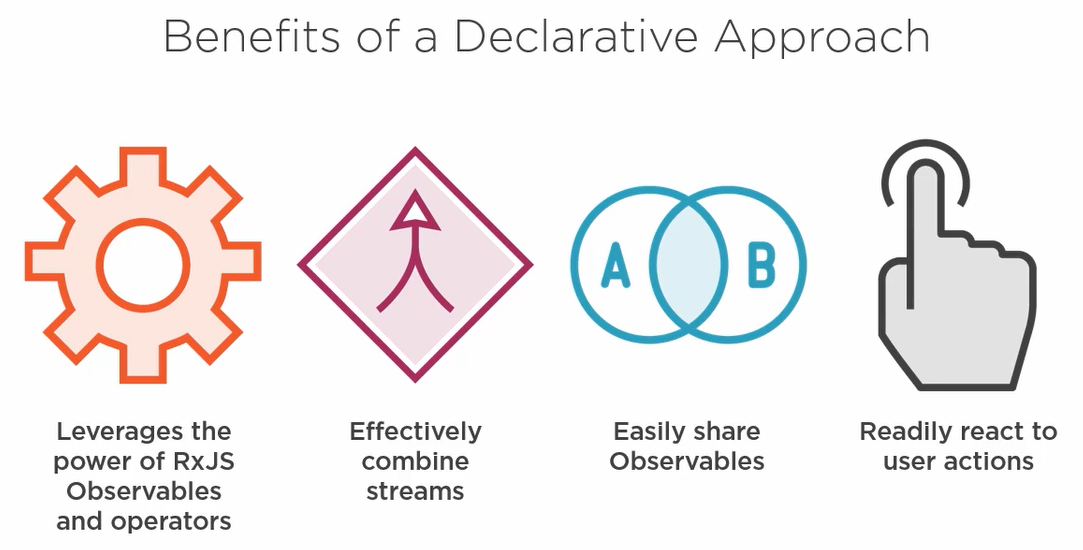 Benefits of a Declarative Approach
A
B
Leverages the
power of RxJS
Observables
and operators
Effectively
combine
streams
Easily share
Observables
Readily react to
user actions